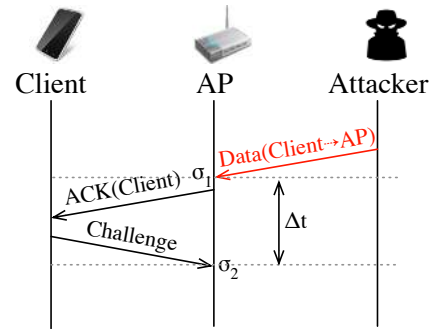 Client AP Attacker
Data(Client⇢AP)
σ1
ACK(Client)
Δt
Challenge
σ2